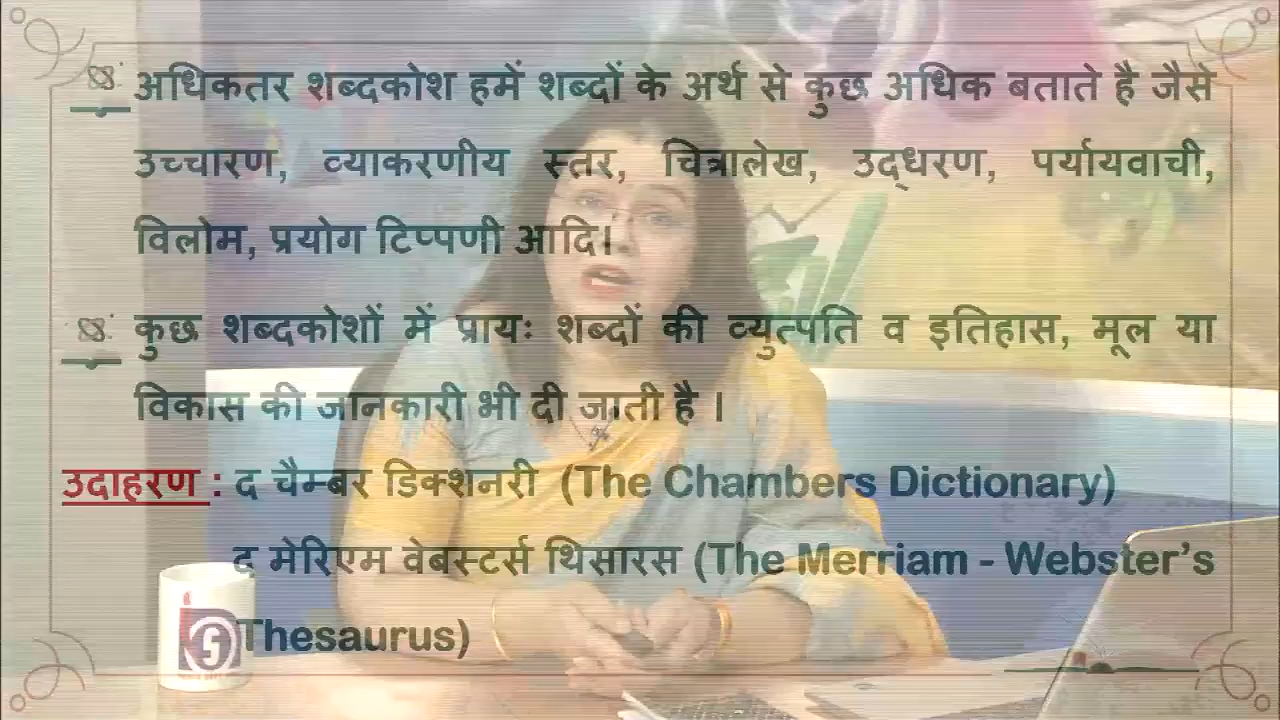 अधिकतर शब्दकोश हमें शब्दों के अर्थ से कुछ अधिक बताते है जैसे
उच्चारण, व्याकरणीय स्तर, चित्रालेख, उद्धरण, पर्यायवाची,
विलोम, प्रयोग टिप्पणी आदि।
कुछ शब्दकोशों में प्रायः शब्दों की व्युत्पति व इतिहास, मूल या
विकास की जानकारी भी दी जाती है ।
उदाहरण : द चैम्बर डिक्शनरी (The Chambers Dictionary)
द मेरिएम वेबस्टर्स थिसारस (The Merriam - Webster’s
Thesaurus)